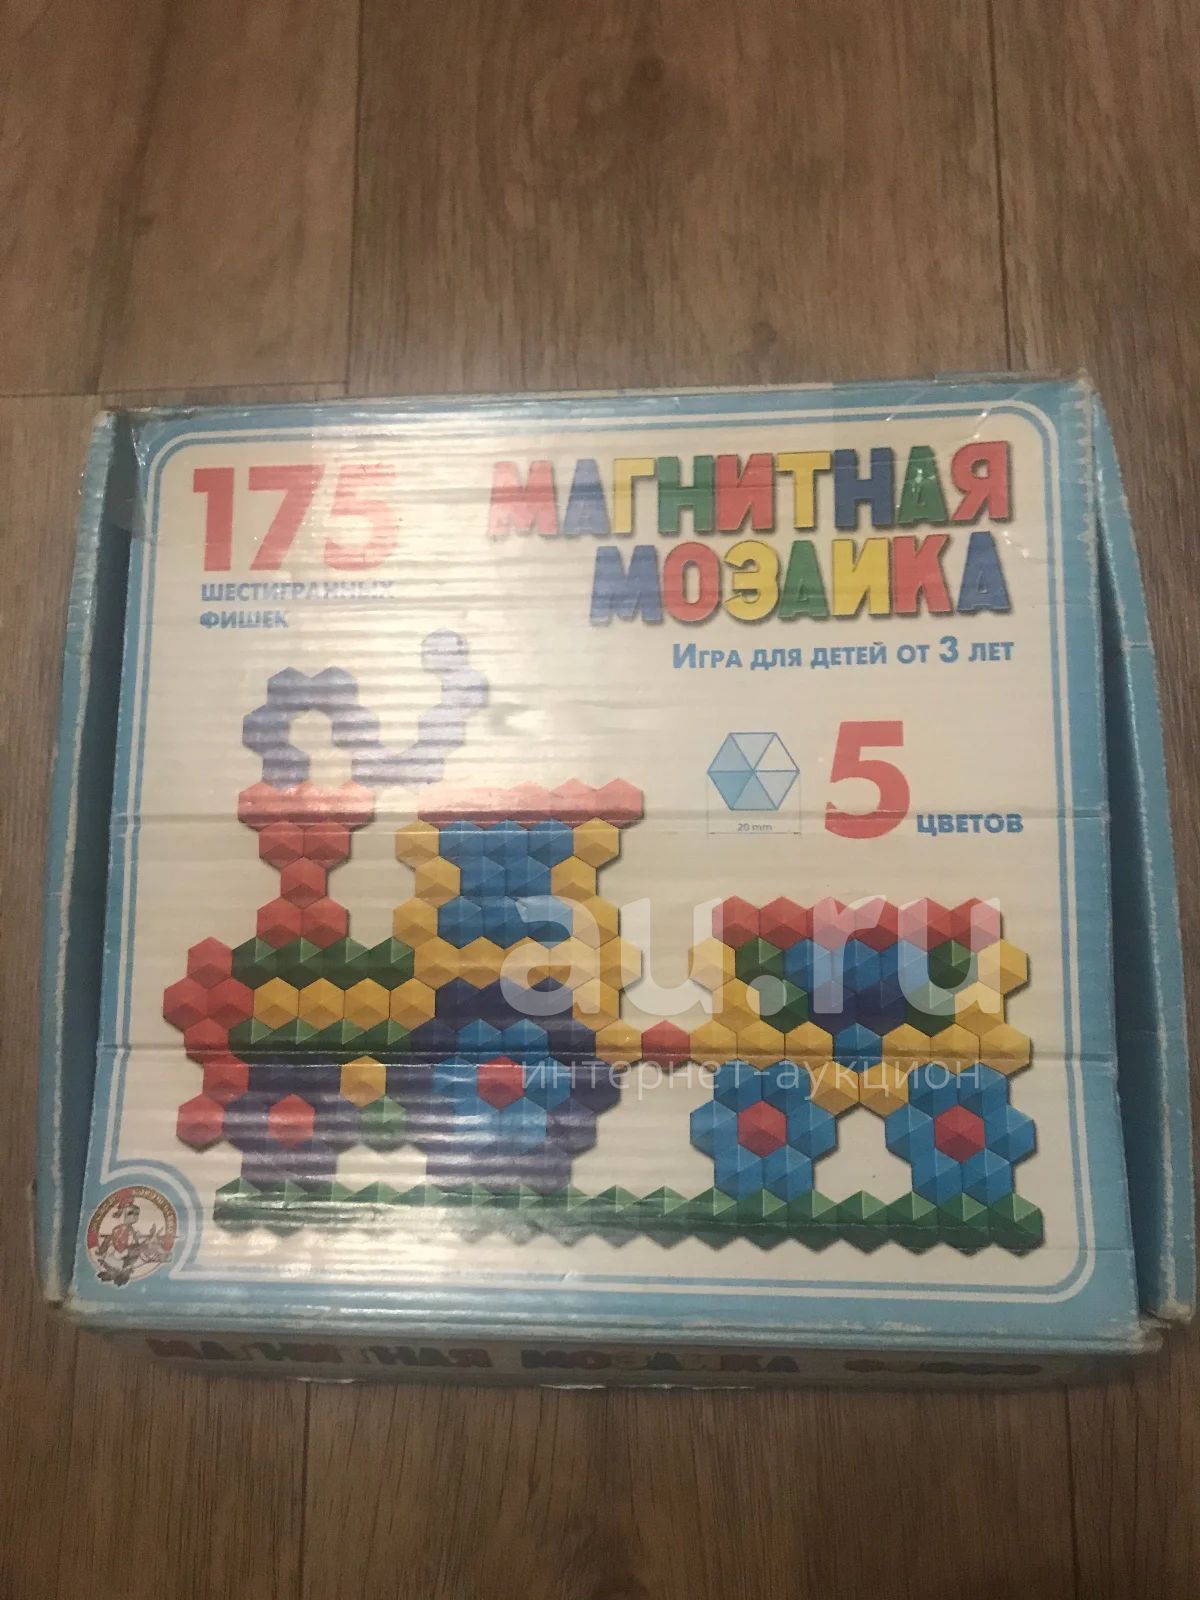 175
ШЕСТИГРАННЫХ
ФИШЕК
МАГНИТНАЯ
МОЗАИКА
ИГРА ДЛЯ ДЕТЕЙ ОТ 3 ЛЕТ
20 mm
5 ЦВЕТОВ
au.ru
интернет-аукцион
МАГНИТНАЯ МОЗАИКА